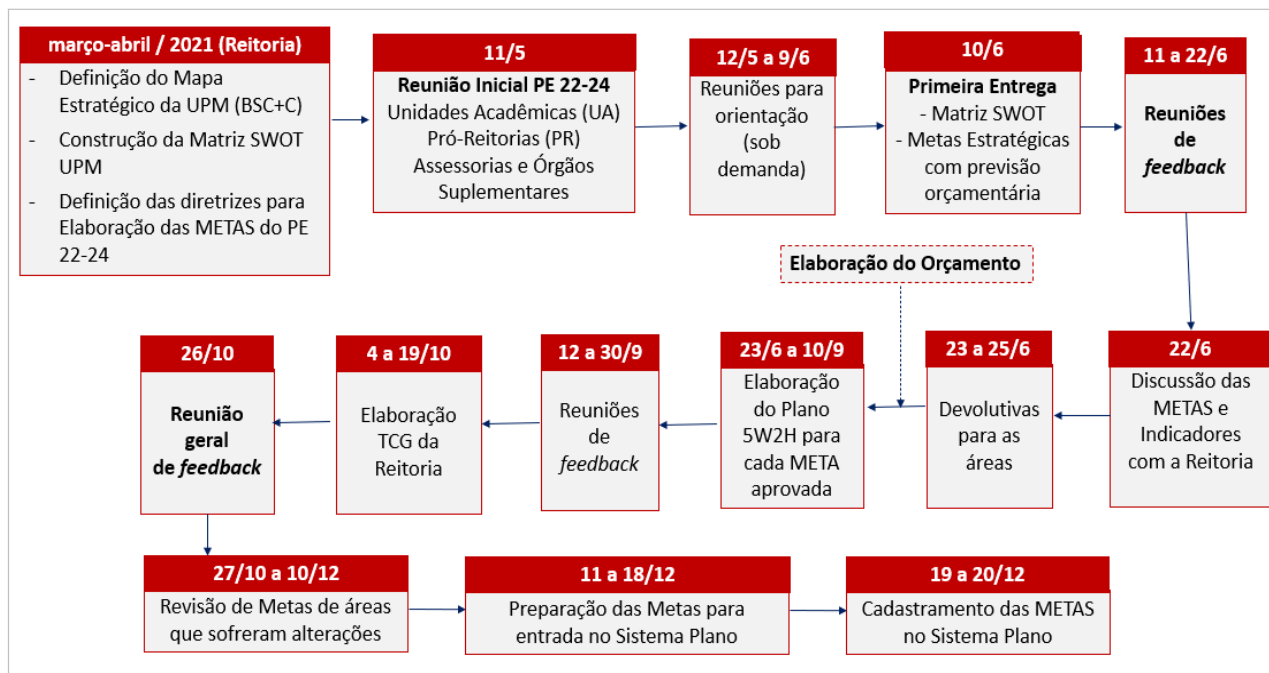 março-abril / 2021 (Reitoria)
- Definição do Mapa
Estratégico da UPM (BSC+C)
- Construção da Matriz SWOT
UPM
- Definição das diretrizes para
Elaboração das METAS do PE
22-24
11/5
Reunião Inicial PE 22-24
Unidades Acadêmicas (UA)
Pró-Reitorias (PR)
Assessorias e Órgãos
Suplementares
12/5 a 9/6
Reuniões para
orientação
(sob
demanda)
10/6
Primeira Entrega
- Matriz SWOT
- Metas Estratégicas
com previsão
orçamentária
11 a 22/6
Reuniões
de
feedback
Elaboração do Orçamento
22/6
Discussão das
METAS e
Indicadores
com a Reitoria
23 a 25/6
Devolutivas
para as
áreas
23/6 a 10/9
Elaboração
do Plano
5W2H para
cada META
aprovada
12 a 30/9
Reuniões
de
feedback
4 a 19/10
Elaboração
TCG da
Reitoria
26/10
Reunião
geral
de feedback
27/10 a 10/12
Revisão de Metas de áreas
que sofreram alterações
11 a 18/12
Preparação das Metas para
entrada no Sistema Plano
19 a 20/12
Cadastramento das METAS
no Sistema Plano